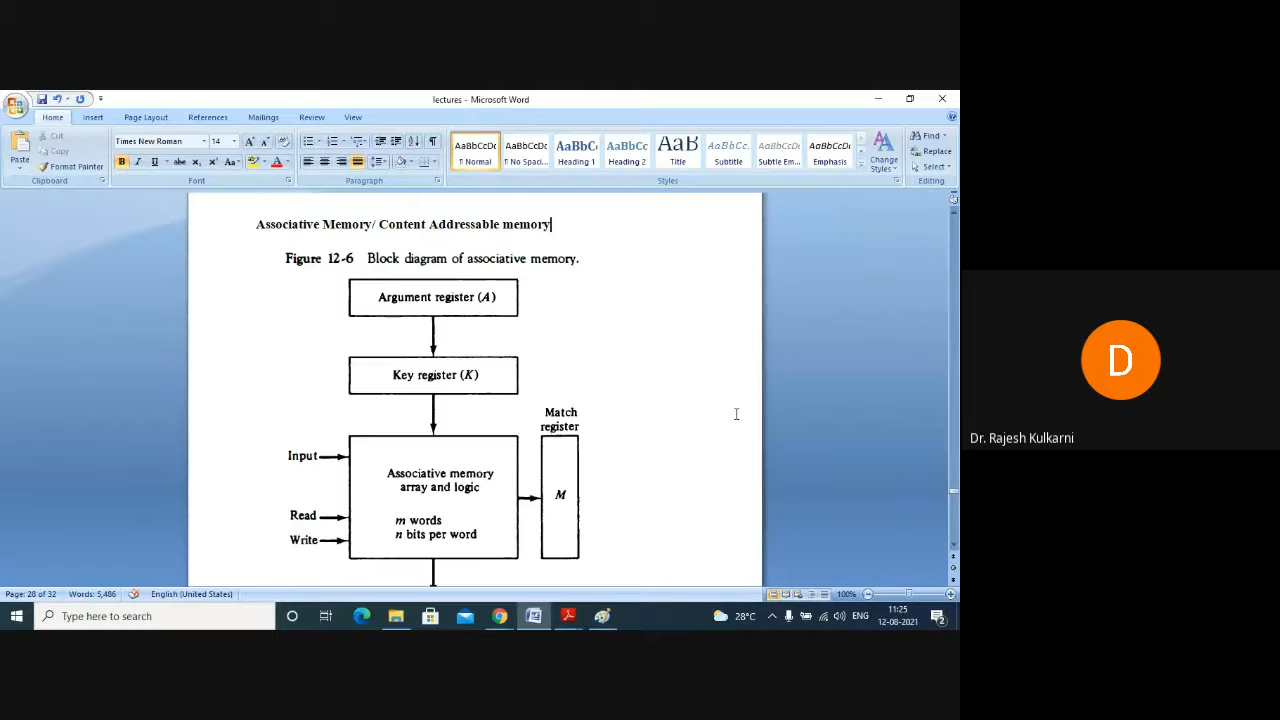 lectures - Microsoft Word
Home Insert Page Layout References Mailings Review View
Paste
Cut
Copy
Format Painter
Clipboard
Times New Roman 14
Font
Paragraph
AaBbCcDc AaBbCcDc AaBbC AaBbCc AaB AaBbCc. AaBbCcDc AaBbCcDc
¶ Normal ¶ No Spaci... Heading 1 Heading 2 Title Subtitle Subtle Em... Emphasis
Styles
Change Styles
Find
Replace
Select
Editing
Associative Memory/ Content Addressable memory
Figure 12-6 Block diagram of associative memory.
Argument register (A)
Key register (K)
Match
register
Input
Associative memory
array and logic
M
Read
m words
Write
n bits per word
Dr. Rajesh Kulkarni
D
Page: 28 of 32 Words: 5,486 English (United States) 100%
Type here to search
28°C ENG 11:25
12-08-2021
2